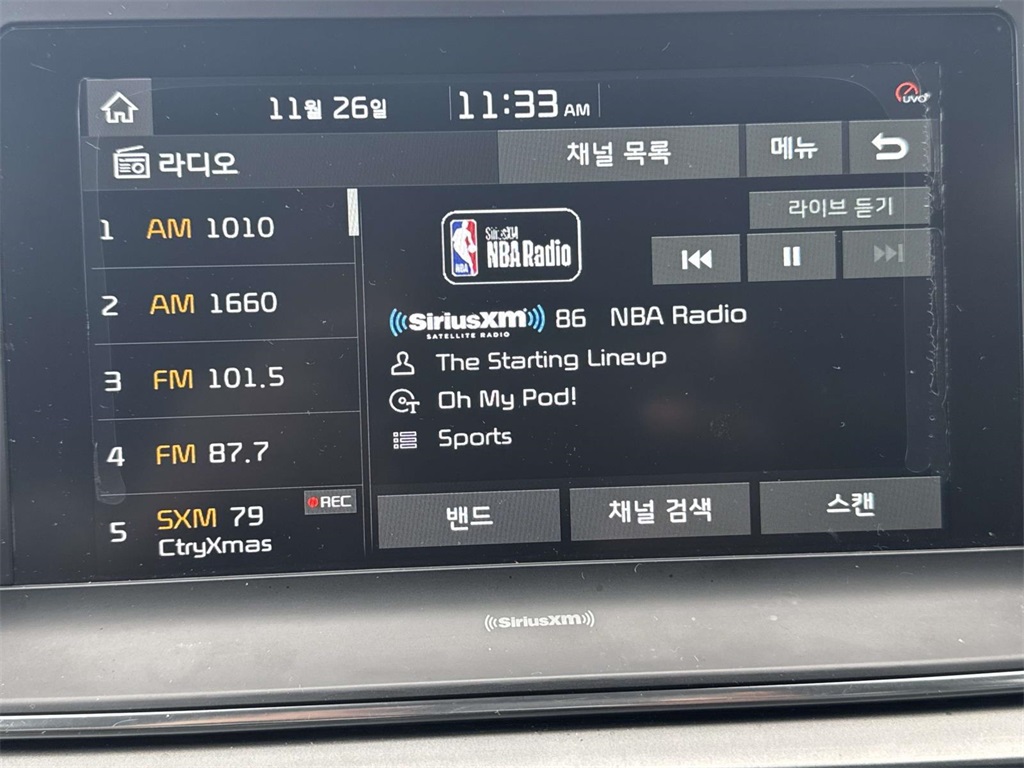 11월 26일 11:33 AM UVO
라디오 채널 목록 메뉴
라이브 듣기
1 AM 1010
2 AM 1660
3 FM 101.5
4 FM 87.7
5 SXM 79 REC
CtryXmas
SiriusXM
NBA NBA Radio
SiriusXM 86 NBA Radio
SATELLITE RADIO
The Starting Lineup
Oh My Pod!
Sports
밴드 채널 검색 스캔
SiriusXM